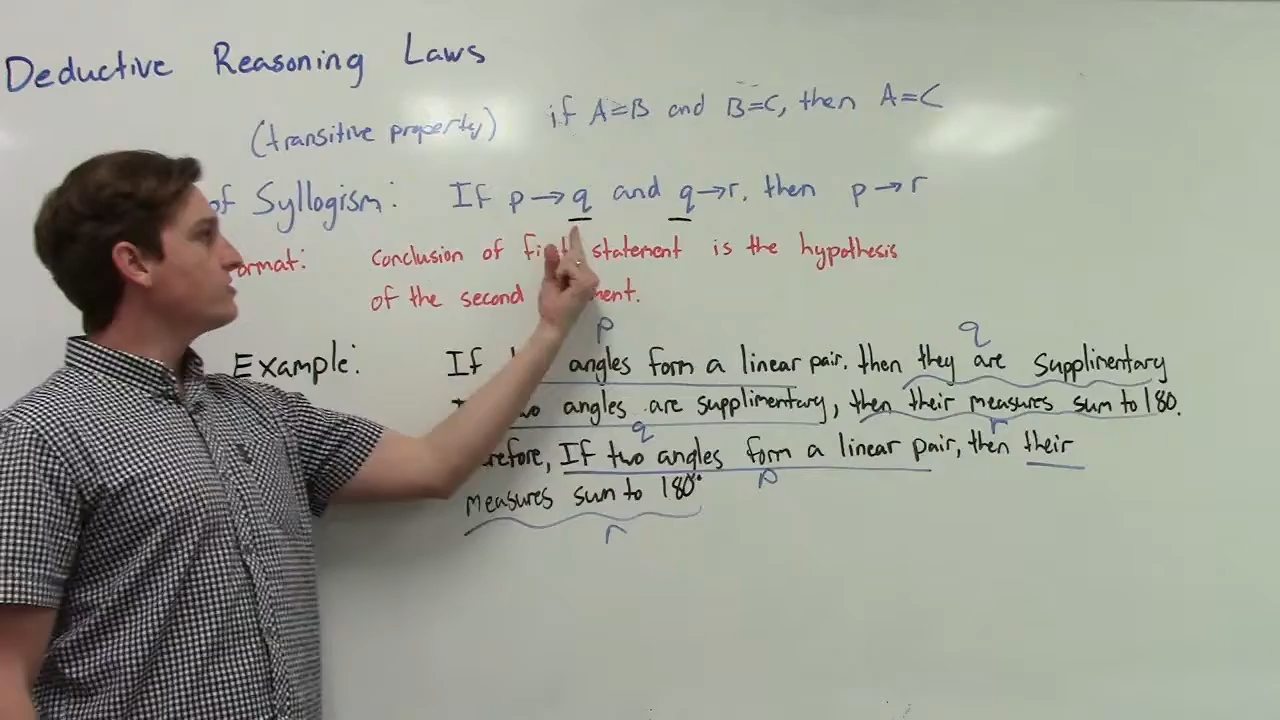 Deductive Reasoning Laws
(transitive property) if A=B and B=C, then A=C
of Syllogism: If p→q and q→r, then p→r
ormat: conclusion of first statement is the hypothesis
of the second ment.
p q
Example: If angles form a linear pair. then they are Supplimentary
two angles are supplimentary, then their measures sum to 180.
q r
refore, If two angles form a linear pair, then their
p
measures sum to 180°
r